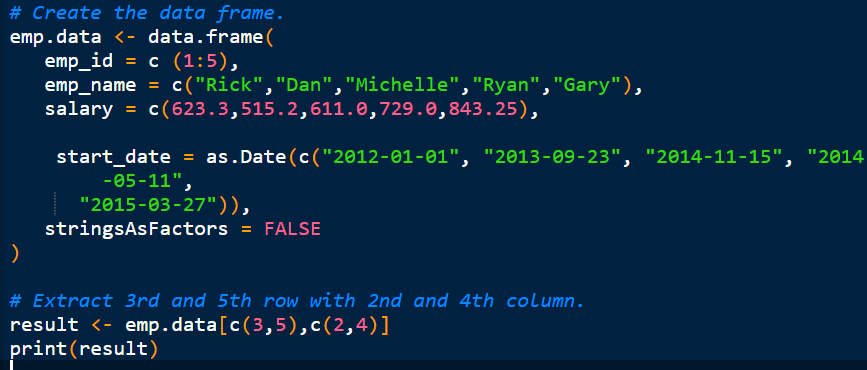 # Create the data frame.
emp.data <- data.frame(
   emp_id = c (1:5),
   emp_name = c("Rick","Dan","Michelle","Ryan","Gary"),
   salary = c(623.3,515.2,611.0,729.0,843.25),

    start_date = as.Date(c("2012-01-01", "2013-09-23", "2014-11-15", "2014
        -05-11",
      "2015-03-27")),
   stringsAsFactors = FALSE
)

# Extract 3rd and 5th row with 2nd and 4th column.
result <- emp.data[c(3,5),c(2,4)]
print(result)